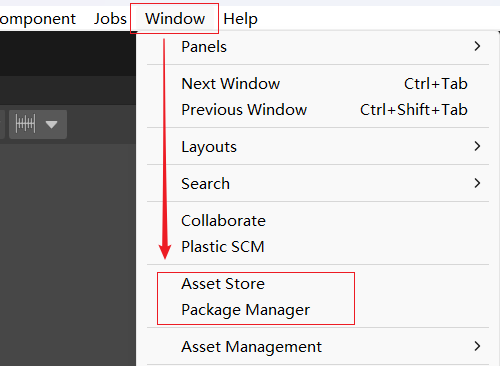 omponent Jobs Window Help
Panels
Next Window Ctrl+Tab
Previous Window Ctrl+Shift+Tab
Layouts
Search
Collaborate
Plastic SCM
Asset Store
Package Manager
Asset Management